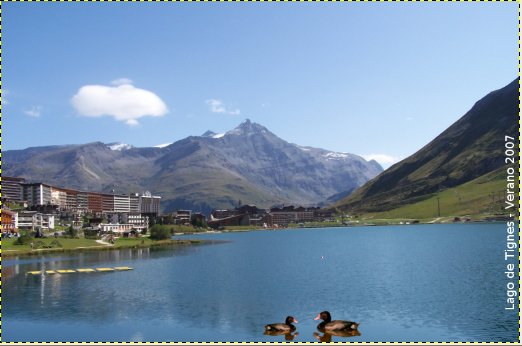 Lago de Tignes - Verano 2007